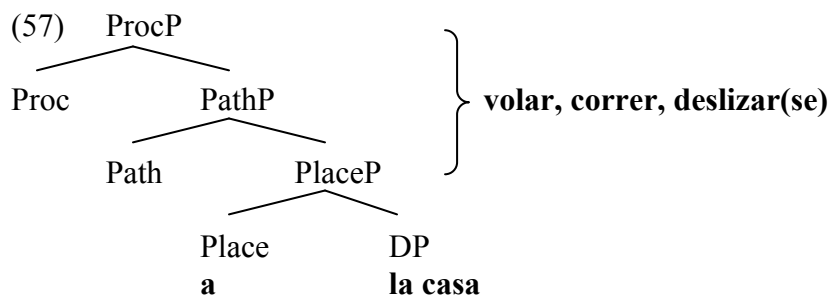 (57) ProcP
Proc PathP volar, correr, deslizar(se)
Path PlaceP
Place DP
a la casa